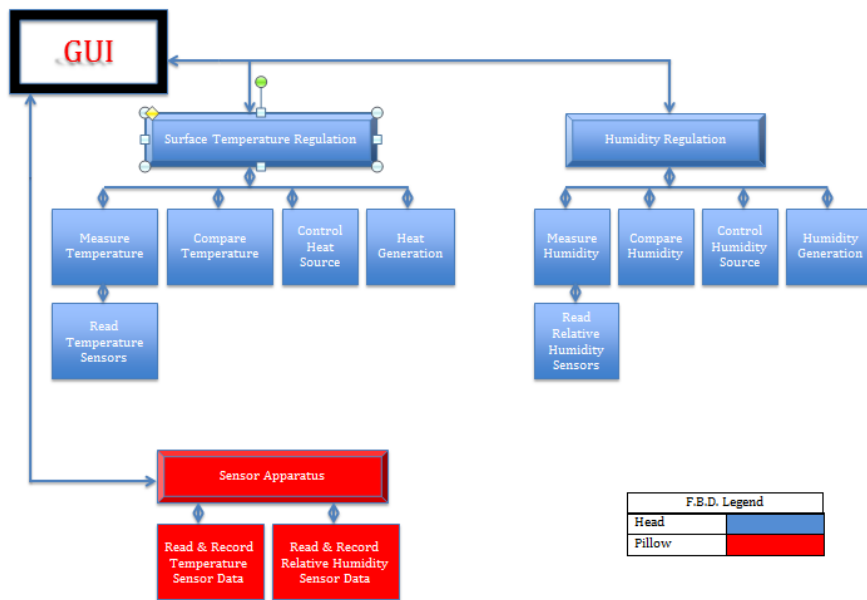 GUI
Surface Temperature Regulation
Humidity Regulation
Measure
Temperature
Compare
Temperature
Control
Heat
Source
Heat
Generation
Measure
Humidity
Compare
Humidity
Control
Humidity
Source
Humidity
Generation
Read
Temperature
Sensors
Read
Relative
Humidity
Sensors
Sensor Apparatus
Read & Record
Temperature
Sensor Data
Read & Record
Relative Humidity
Sensor Data
F.B.D. Legend
Head
Pillow